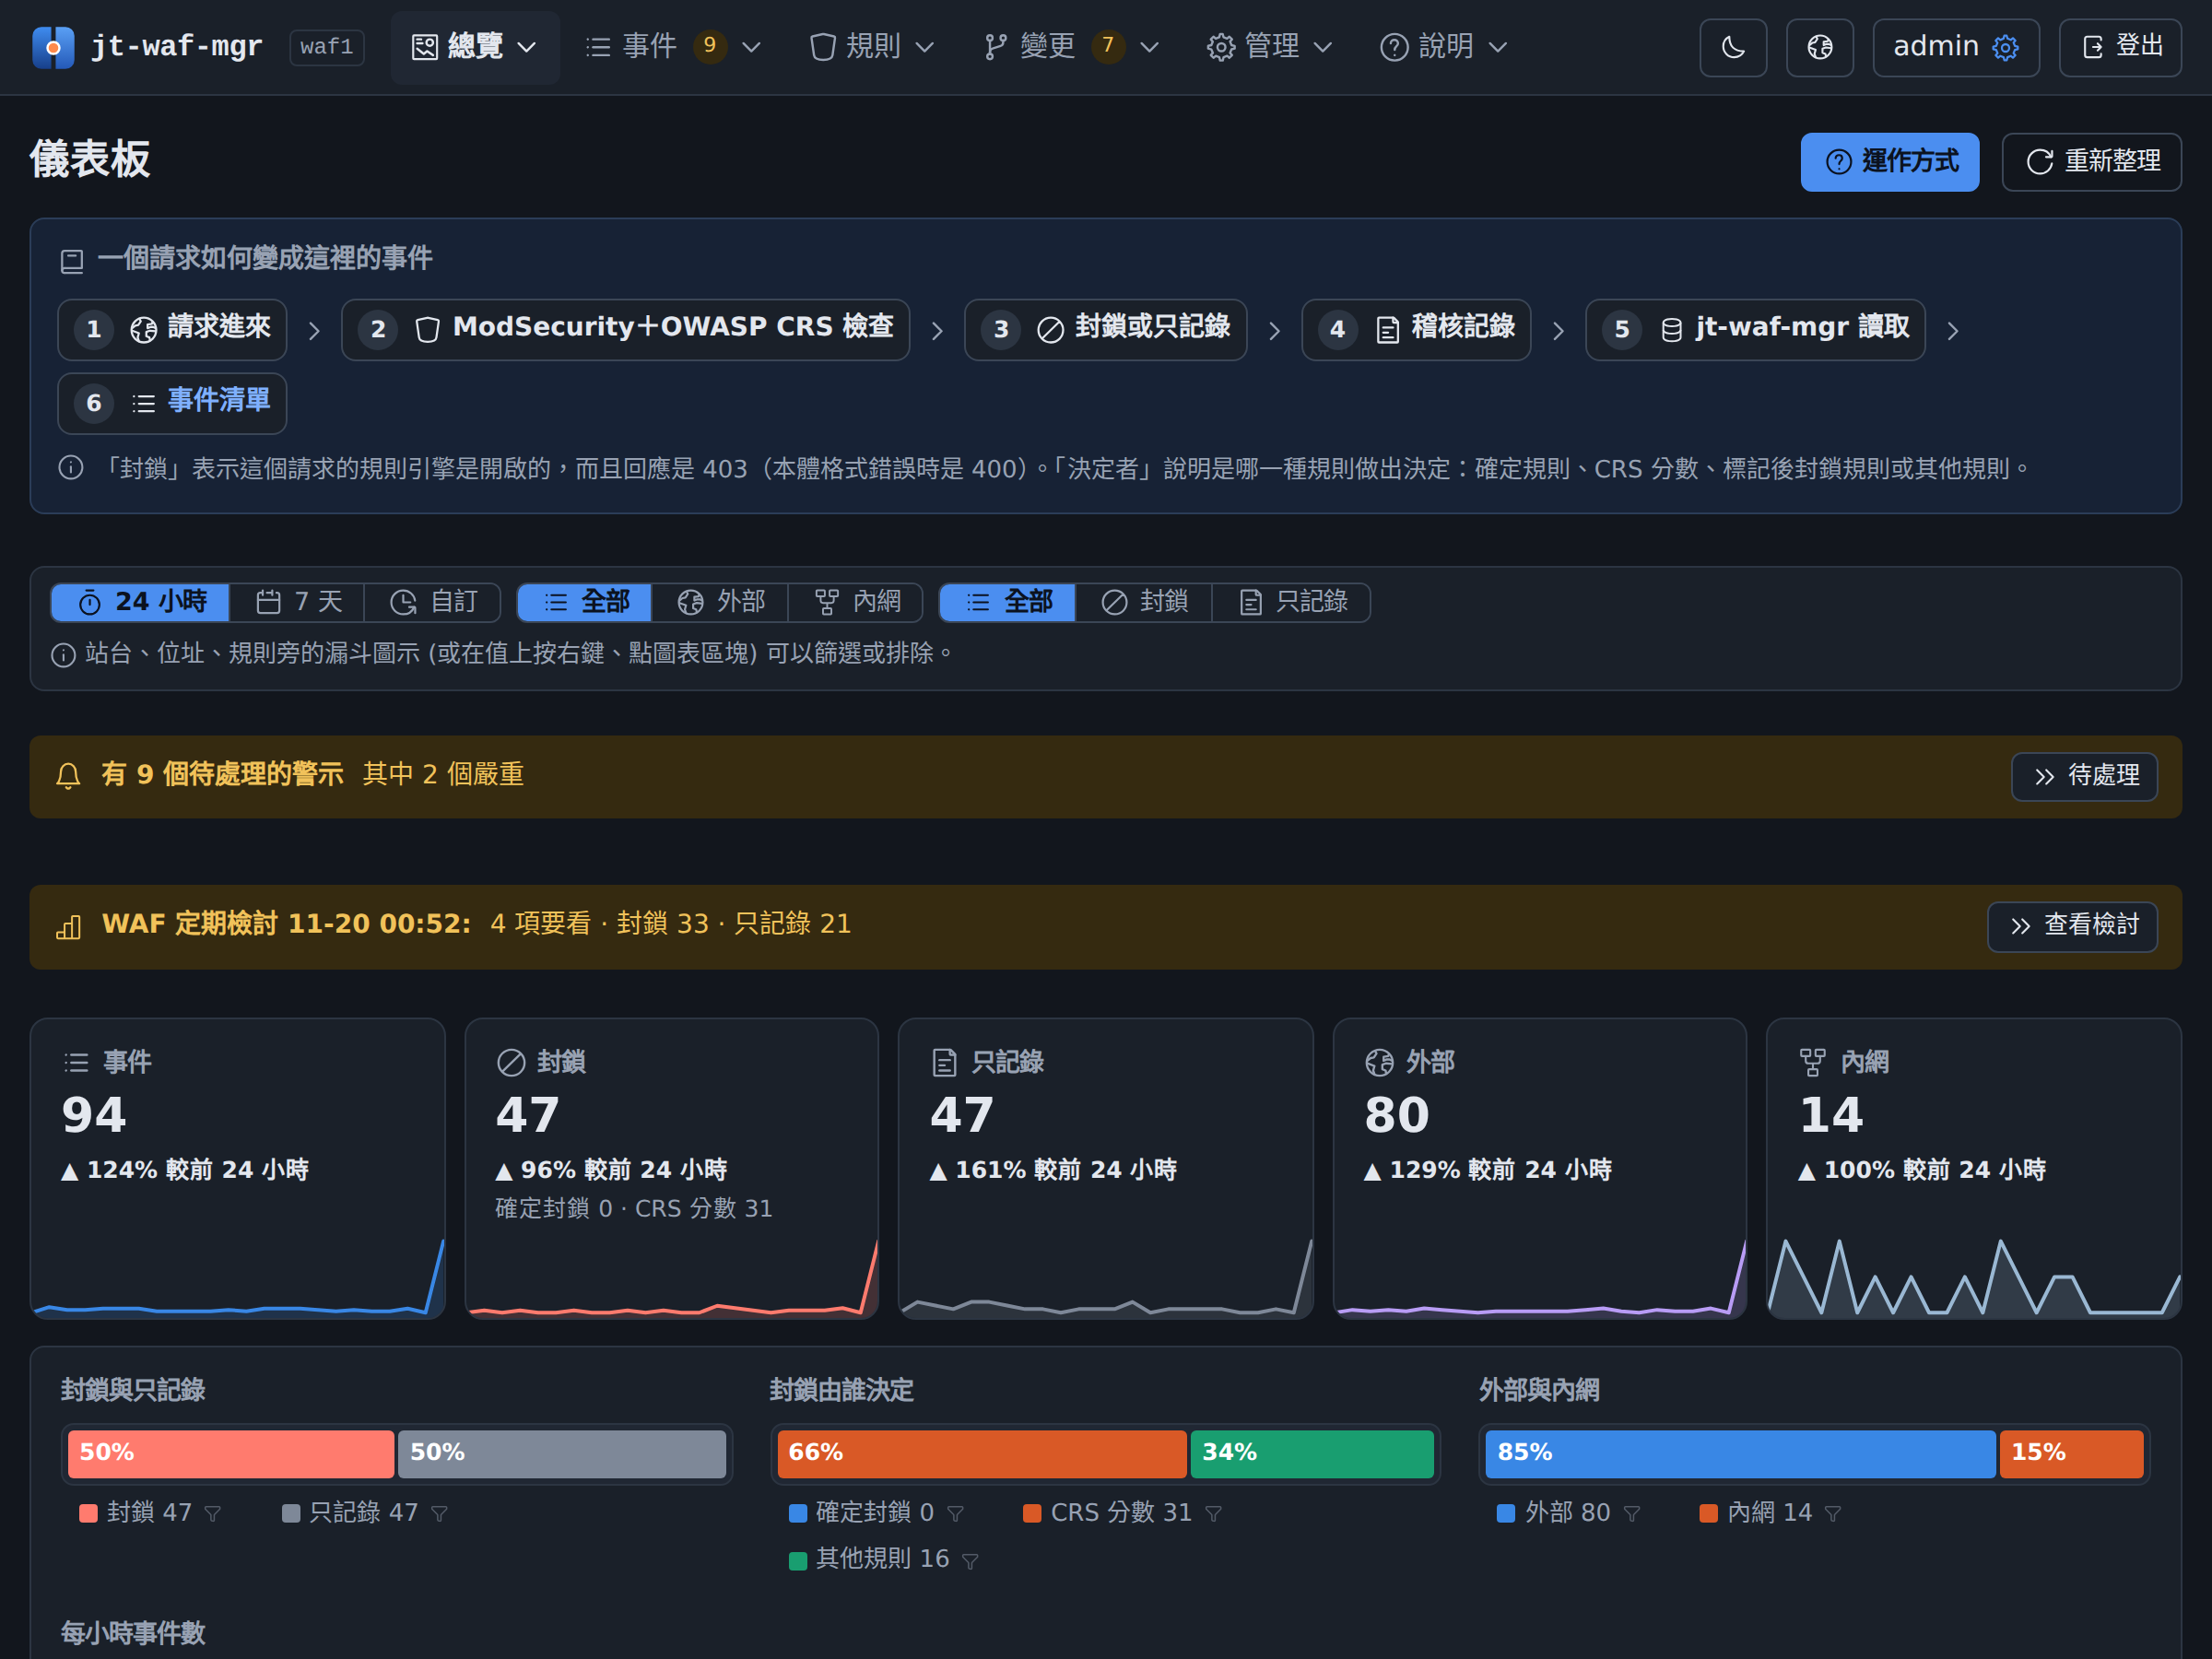 jt-waf-mgr waf1 總覽 事件 9 規則 變更 7 管理 說明 admin 登出
儀表板 運作方式 重新整理
一個請求如何變成這裡的事件
1 請求進來 2 ModSecurity＋OWASP CRS 檢查 3 封鎖或只記錄 4 稽核記錄 5 jt-waf-mgr 讀取
6 事件清單
「封鎖」表示這個請求的規則引擎是開啟的，而且回應是 403（本體格式錯誤時是 400）。「決定者」說明是哪一種規則做出決定：確定規則、CRS 分數、標記後封鎖規則或其他規則。
24 小時 7 天 自訂 全部 外部 內網 全部 封鎖 只記錄
站台、位址、規則旁的漏斗圖示 (或在值上按右鍵、點圖表區塊) 可以篩選或排除。
有 9 個待處理的警示 其中 2 個嚴重 待處理
WAF 定期檢討 11-20 00:52: 4 項要看 · 封鎖 33 · 只記錄 21 查看檢討
事件 封鎖 只記錄 外部 內網
94 47 47 80 14
▲ 124% 較前 24 小時 ▲ 96% 較前 24 小時 ▲ 161% 較前 24 小時 ▲ 129% 較前 24 小時 ▲ 100% 較前 24 小時
確定封鎖 0 · CRS 分數 31
封鎖與只記錄 封鎖由誰決定 外部與內網
50% 50% 66% 34% 85% 15%
封鎖 47 只記錄 47 確定封鎖 0 CRS 分數 31 外部 80 內網 14
其他規則 16
每小時事件數